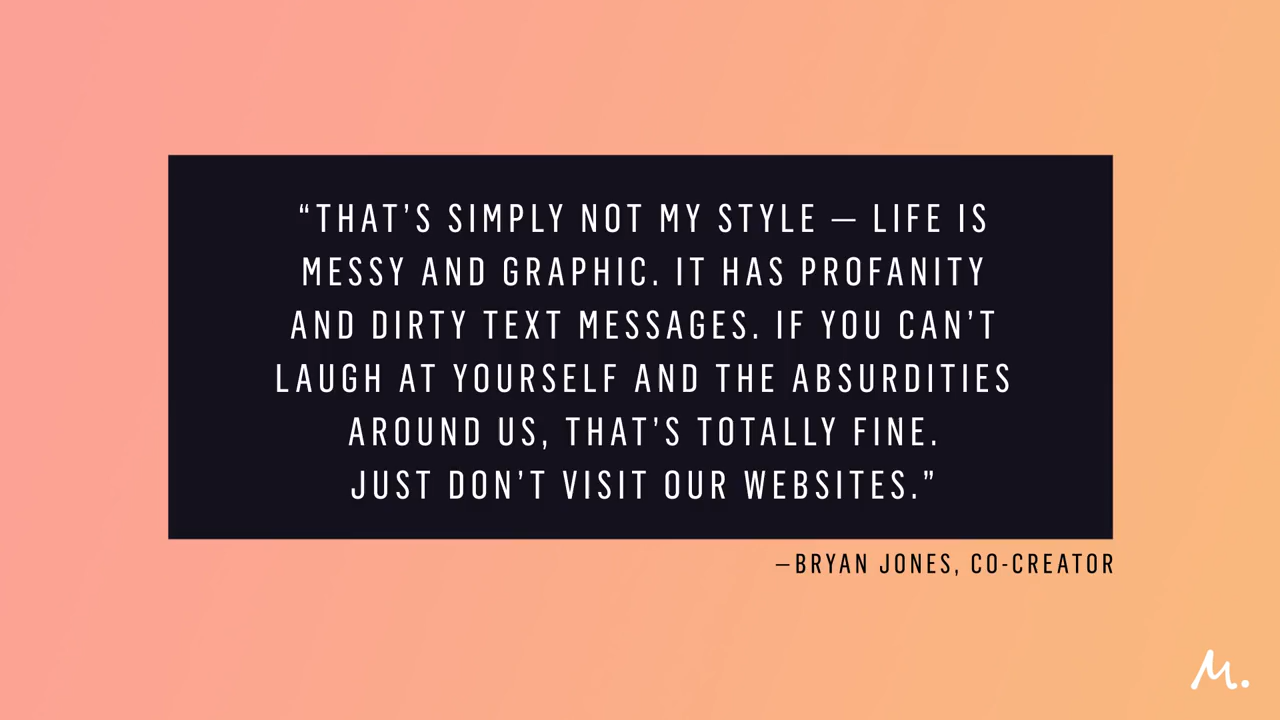 “THAT’S SIMPLY NOT MY STYLE – LIFE IS
MESSY AND GRAPHIC. IT HAS PROFANITY
AND DIRTY TEXT MESSAGES. IF YOU CAN’T
LAUGH AT YOURSELF AND THE ABSURDITIES
AROUND US, THAT’S TOTALLY FINE.
JUST DON’T VISIT OUR WEBSITES.”
–BRYAN JONES, CO-CREATOR
M.